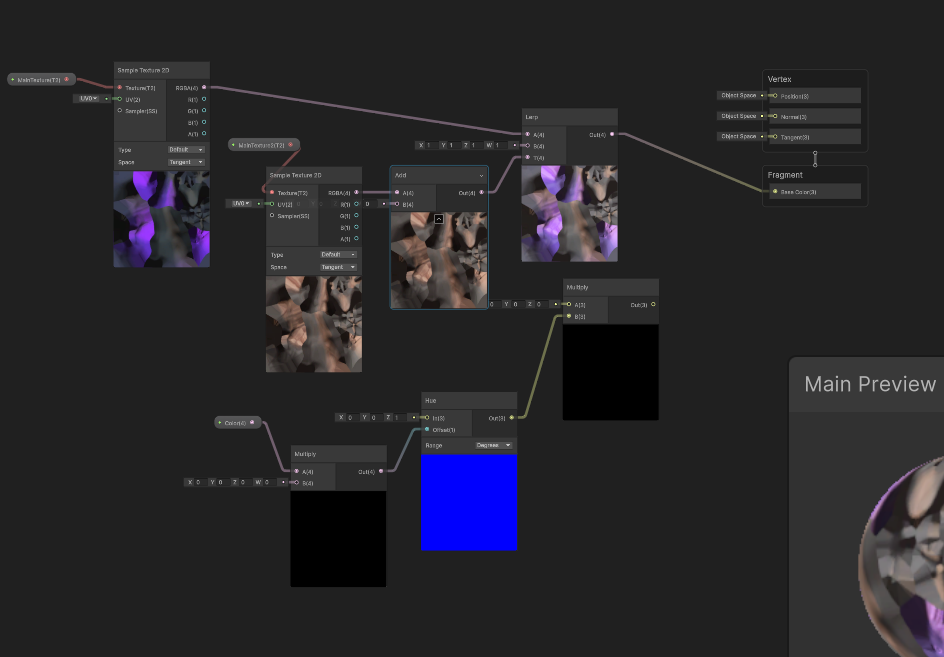 MainTexture(T2)
Sample Texture 2D
Texture(T2) RGBA(4)
UV0 UV(2) R(1)
Sampler(SS) G(1)
B(1)
A(1)
Type Default
Space Tangent
MainTexture2(T2)
Sample Texture 2D
Texture(T2) RGBA(4)
UV0 UV(2) R(1)
Sampler(SS) G(1)
B(1)
A(1)
Type Default
Space Tangent
Add
A(4) Out(4)
0 B(4)
Lerp
A(4) Out(4)
X 1 Y 1 Z 1 W 1 B(4)
T(4)
Vertex
Object Space Position(3)
Object Space Normal(3)
Object Space Tangent(3)
Fragment
Base Color(3)
Multiply
0 Y 0 Z 0 A(3) Out(3)
B(3)
Hue
X 0 Y 0 Z 1 In(3) Out(3)
Offset(1)
Range Degrees
Color(4)
Multiply
A(4) Out(4)
X 0 Y 0 Z 0 W 0 B(4)
Main Preview